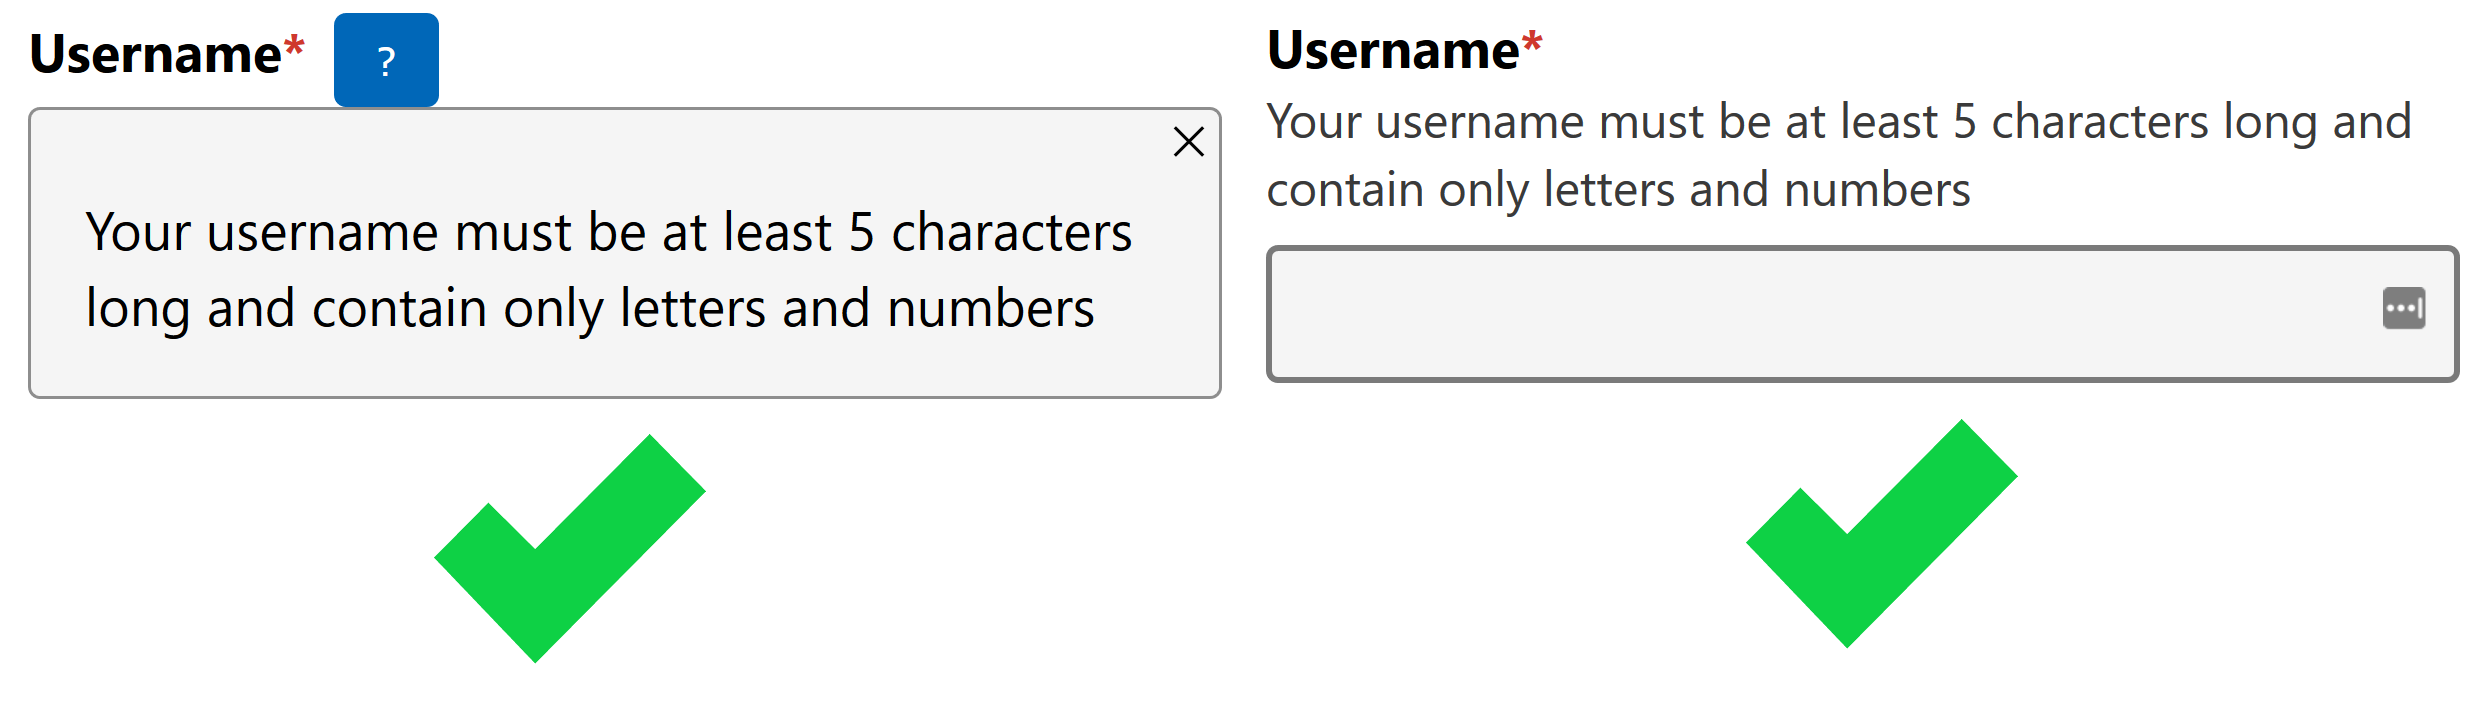 Username* ?
Your username must be at least 5 characters
long and contain only letters and numbers
Username*
Your username must be at least 5 characters long and
contain only letters and numbers